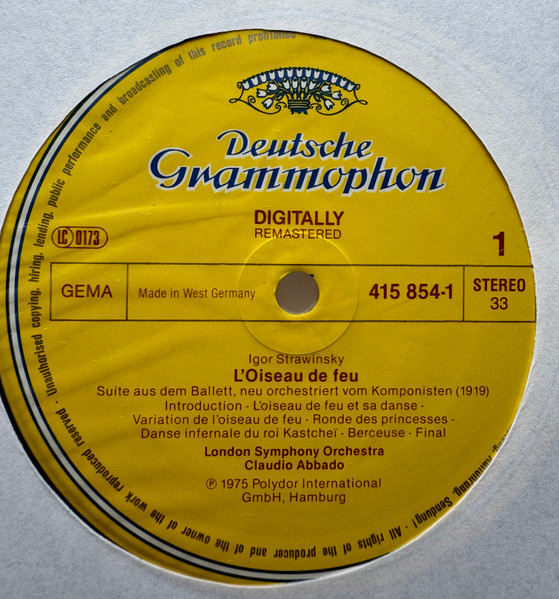 Deutsche
Grammophon
DIGITALLY
REMASTERED
LC 0173
1
GEMA
Made in West Germany
415 854-1
STEREO
33
Igor Strawinsky
L'Oiseau de feu
Suite aus dem Ballett, neu orchestriert vom Komponisten (1919)
Introduction · L'oiseau de feu et sa danse ·
Variation de l'oiseau de feu · Ronde des princesses ·
Danse infernale du roi Kastcheï · Berceuse · Final
London Symphony Orchestra
Claudio Abbado
℗ 1975 Polydor International
GmbH, Hamburg
Sendung! · All rights of the producer and of the owner of the work reproduced reserved · Unauthorised copying, hiring, lending, public performance and broadcasting of this record prohibited